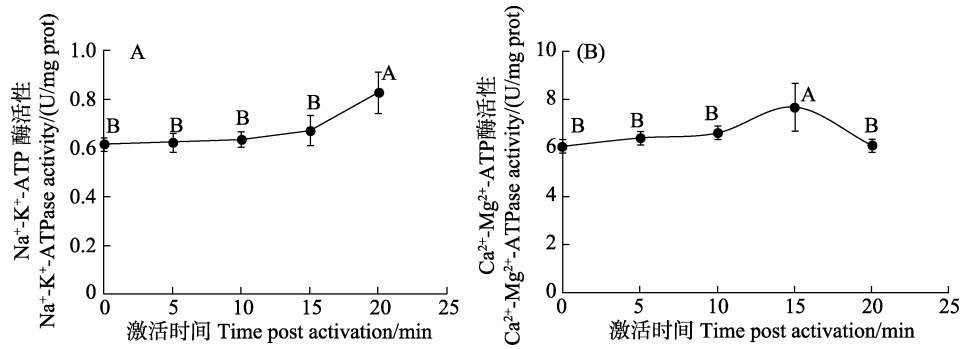 A
Na⁺-K⁺-ATP 酶活性
Na⁺-K⁺-ATPase activity/(U/mg prot)
1.0
0.8
0.6
0.4
0.2
0
B
B
B
B
A
0
5
10
15
20
25
激活时间 Time post activation/min
(B)
Ca²⁺-Mg²⁺-ATP酶活性
Ca²⁺-Mg²⁺-ATPase activity/(U/mg prot)
10
8
6
4
2
0
B
B
B
A
B
0
5
10
15
20
25
激活时间 Time post activation/min